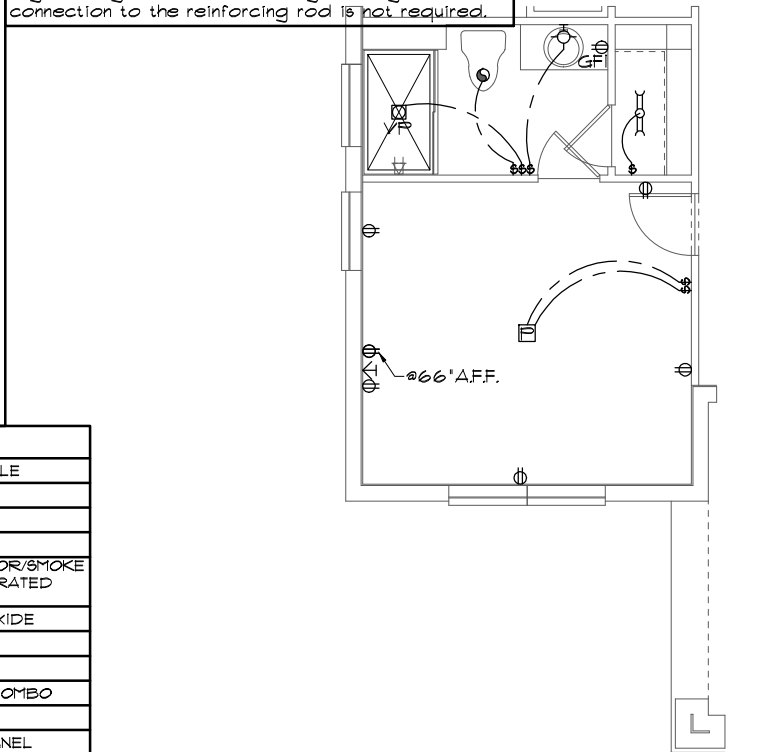 connection to the reinforcing rod is not required.
GFI
VP
$$$
$
$$
P
@66"A.F.F.
LE
OR/SMOKE
RATED
XIDE
OMBO
NEL